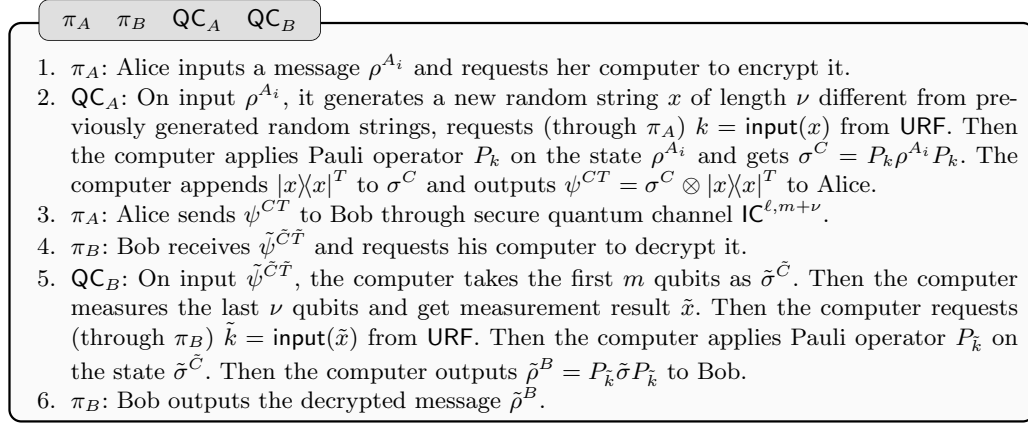 π_A π_B QC_A QC_B
1. π_A: Alice inputs a message ρ^{A_i} and requests her computer to encrypt it.
2. QC_A: On input ρ^{A_i}, it generates a new random string x of length ν different from pre-
viously generated random strings, requests (through π_A) k = input(x) from URF. Then
the computer applies Pauli operator P_k on the state ρ^{A_i} and gets σ^C = P_kρ^{A_i}P_k. The
computer appends |x⟩⟨x|^T to σ^C and outputs ψ^{CT} = σ^C ⊗ |x⟩⟨x|^T to Alice.
3. π_A: Alice sends ψ^{CT} to Bob through secure quantum channel IC^{ℓ,m+ν}.
4. π_B: Bob receives ψ̃^{C̃T̃} and requests his computer to decrypt it.
5. QC_B: On input ψ̃^{C̃T̃}, the computer takes the first m qubits as σ̃^{C̃}. Then the computer
measures the last ν qubits and get measurement result x̃. Then the computer requests
(through π_B) k̃ = input(x̃) from URF. Then the computer applies Pauli operator P_{k̃} on
the state σ̃^{C̃}. Then the computer outputs ρ̃^B = P_{k̃}σ̃P_{k̃} to Bob.
6. π_B: Bob outputs the decrypted message ρ̃^B.